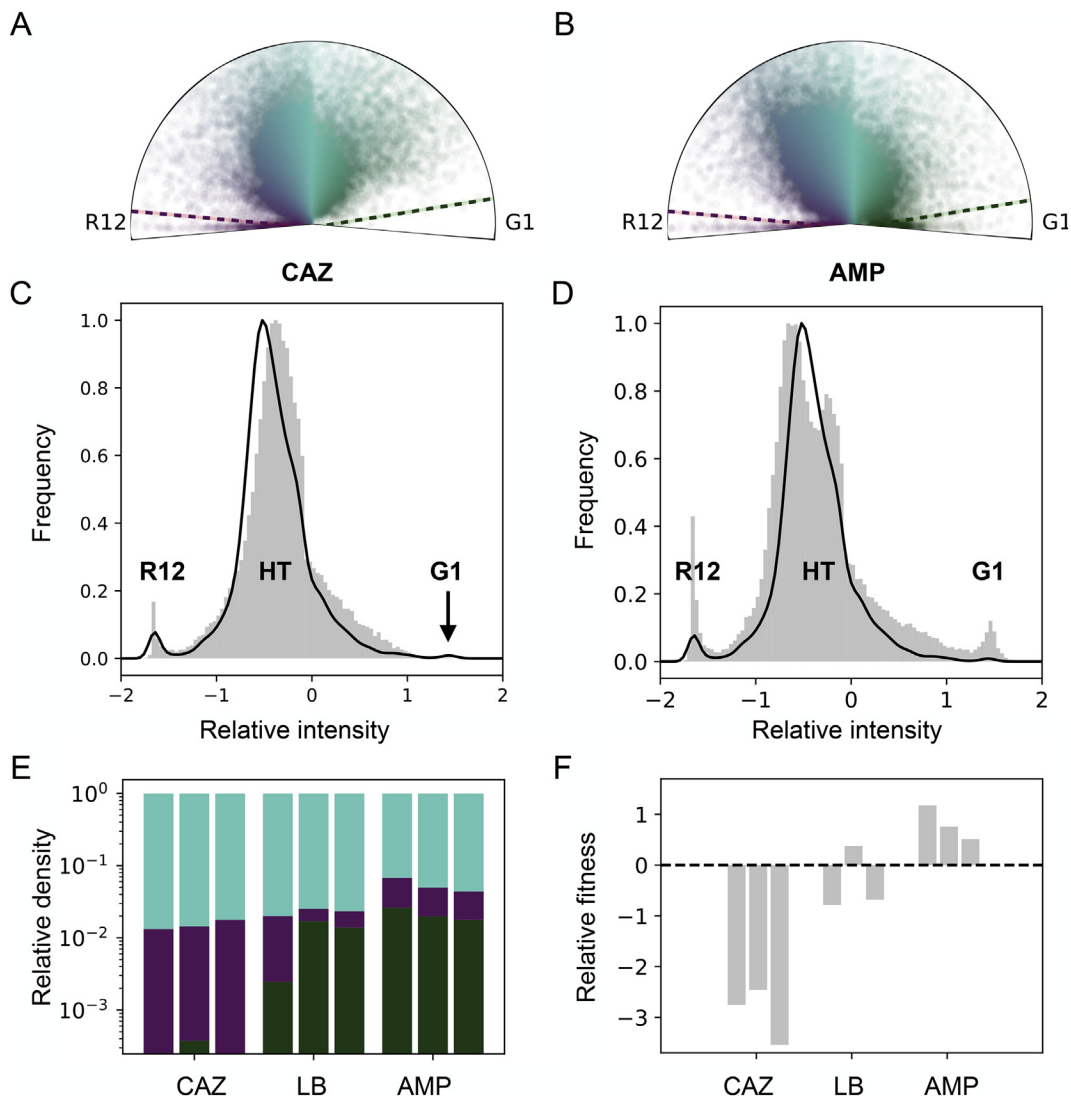 A
B
R12
G1
R12
G1
CAZ
AMP
C
D
1.0
0.8
0.6
0.4
0.2
0.0
Frequency
R12
HT
G1
−2
−1
0
1
2
Relative intensity
1.0
0.8
0.6
0.4
0.2
0.0
Frequency
R12
HT
G1
−2
−1
0
1
2
Relative intensity
E
F
10⁰
10⁻¹
10⁻²
10⁻³
Relative density
CAZ
LB
AMP
1
0
−1
−2
−3
Relative fitness
CAZ
LB
AMP